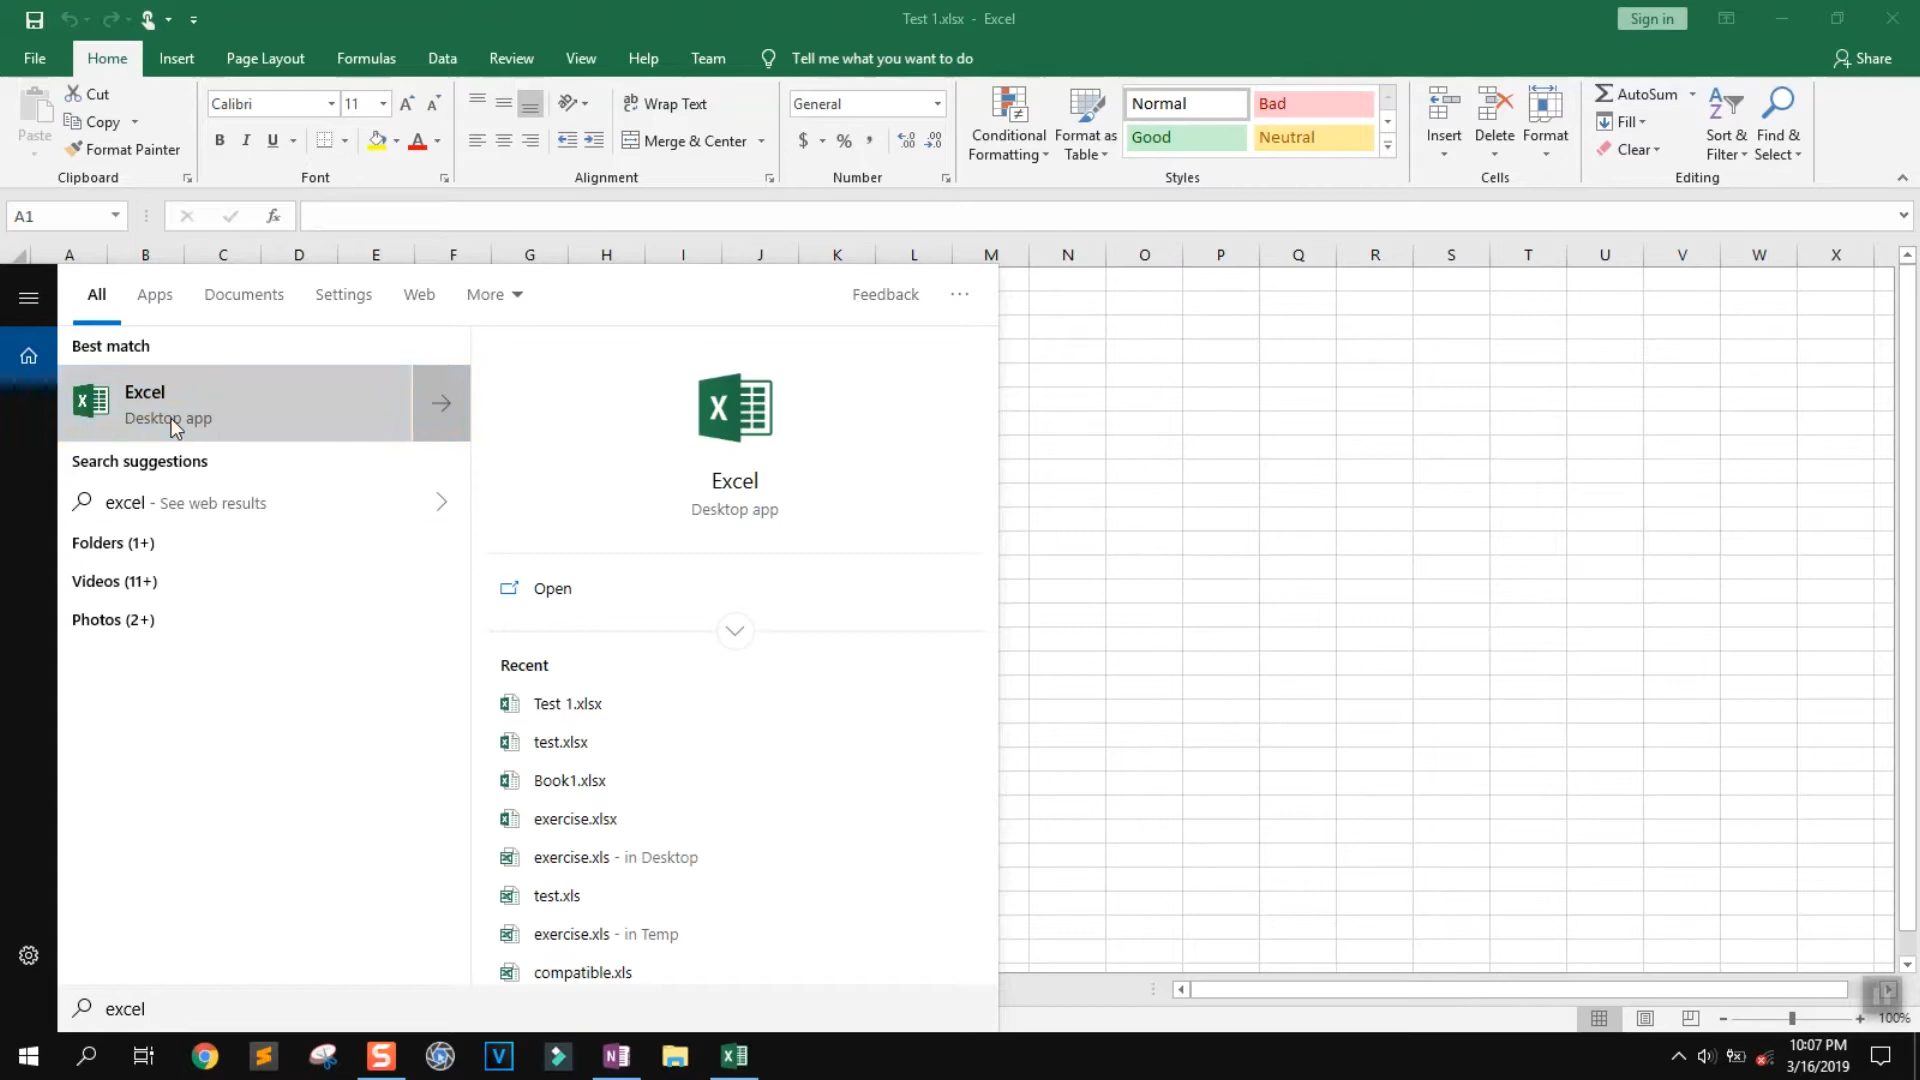 Test 1.xlsx - Excel
Sign in
File Home Insert Page Layout Formulas Data Review View Help Team Tell me what you want to do Share
Paste
Cut
Copy
Format Painter
Clipboard
Calibri 11
B I U
Font
Wrap Text
Merge & Center
Alignment
General
$ % ,
Number
Conditional Formatting
Format as Table
Normal Bad
Good Neutral
Styles
Insert Delete Format
Cells
AutoSum
Fill
Clear
Sort & Filter
Find & Select
Editing
A1
fx
A B C D E F G H I J K L M N O P Q R S T U V W X
All Apps Documents Settings Web More Feedback ...
Best match
Excel
Desktop app
Search suggestions
excel - See web results
Folders (1+)
Videos (11+)
Photos (2+)
Excel
Desktop app
Open
Recent
Test 1.xlsx
test.xlsx
Book1.xlsx
exercise.xlsx
exercise.xls - in Desktop
test.xls
exercise.xls - in Temp
compatible.xls
excel
100%
10:07 PM
3/16/2019